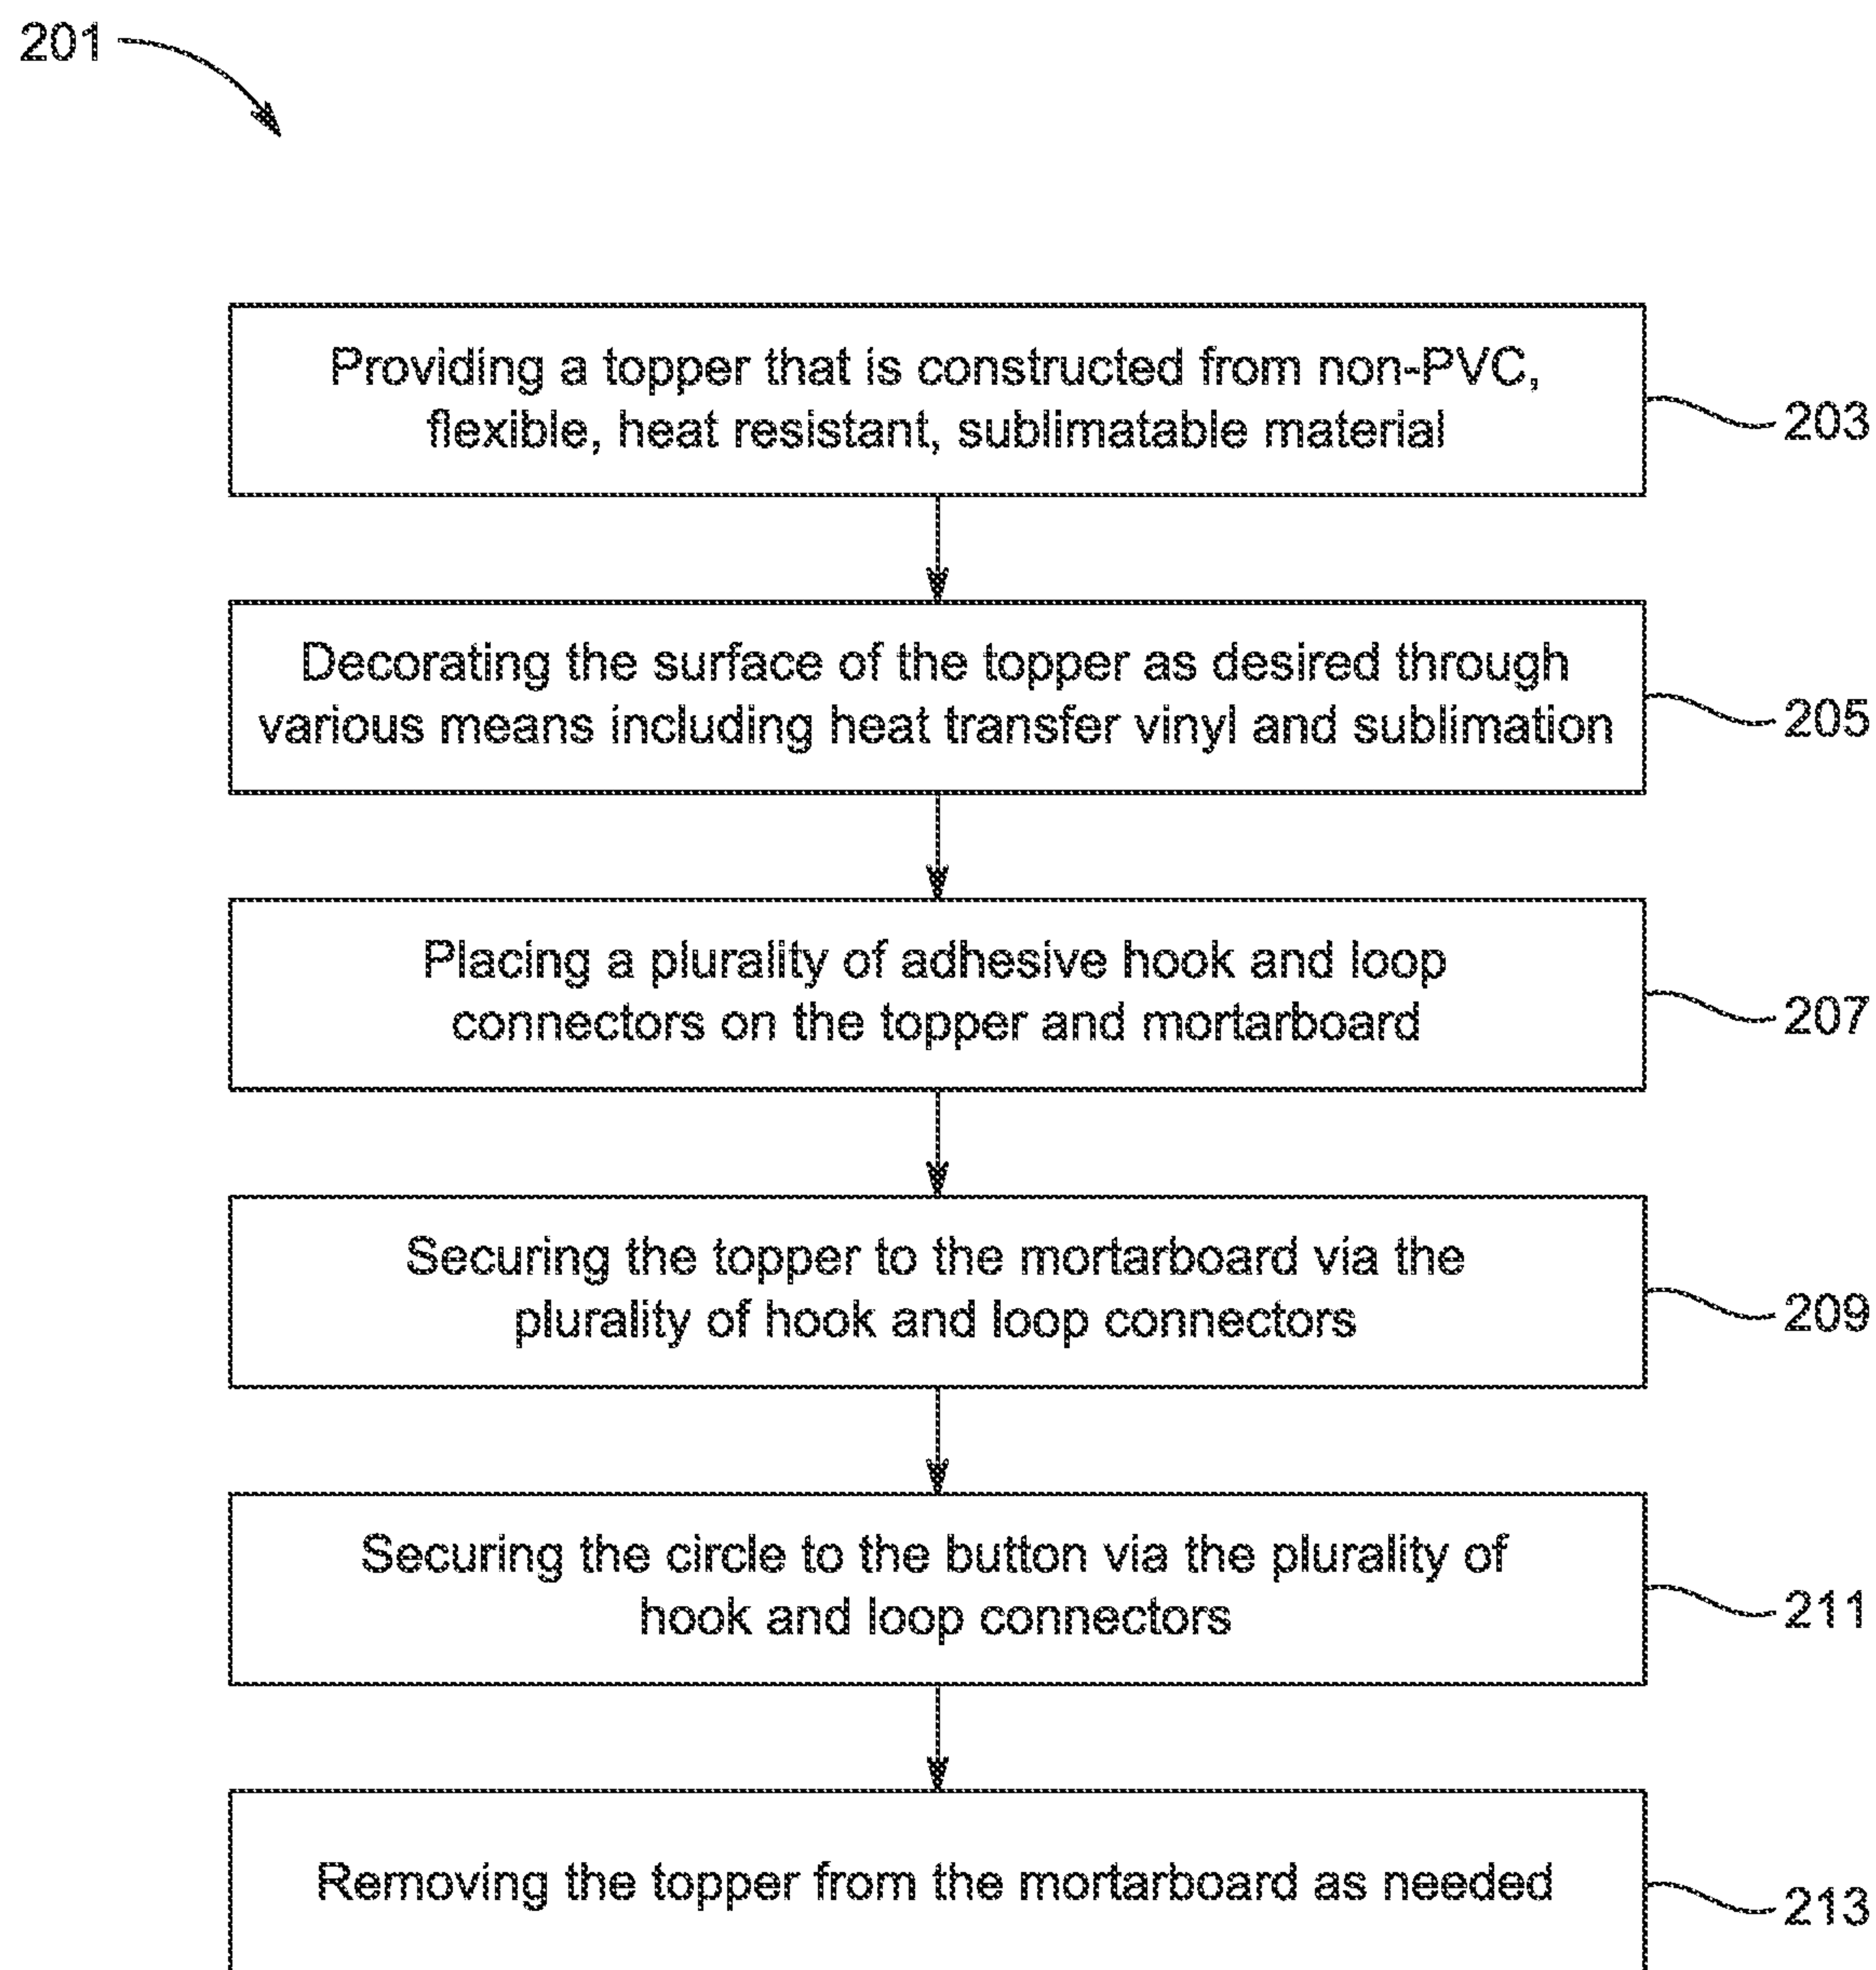 201
Providing a topper that is constructed from non-PVC,
flexible, heat resistant, sublimatable material
203
Decorating the surface of the topper as desired through
various means including heat transfer vinyl and sublimation
205
Placing a plurality of adhesive hook and loop
connectors on the topper and mortarboard
207
Securing the topper to the mortarboard via the
plurality of hook and loop connectors
209
Securing the circle to the button via the plurality of
hook and loop connectors
211
Removing the topper from the mortarboard as needed
213